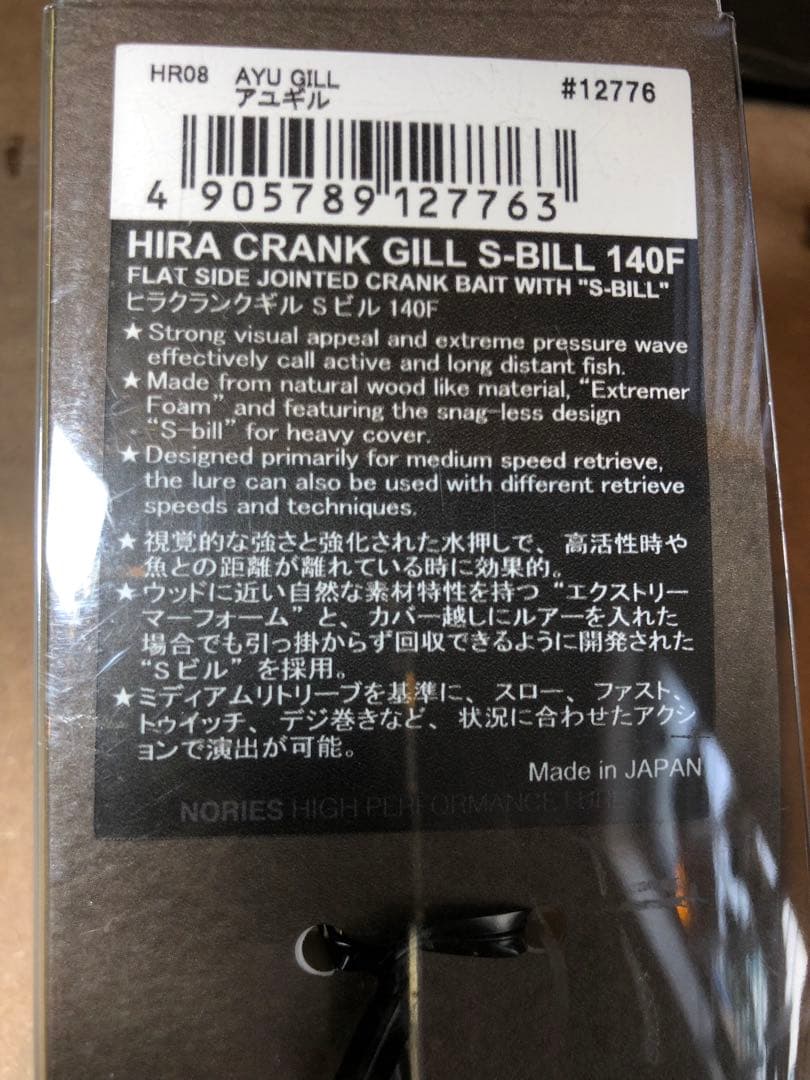 HR08 AYU GILL #12776
アユギル
4 905789 127763
HIRA CRANK GILL S-BILL 140F
FLAT SIDE JOINTED CRANK BAIT WITH "S-BILL"
ヒラクランクギル Sビル 140F
★Strong visual appeal and extreme pressure wave
effectively call active and long distant fish.
★Made from natural wood like material, “Extremer
Foam” and featuring the snag-less design
“S-bill” for heavy cover.
★Designed primarily for medium speed retrieve,
the lure can also be used with different retrieve
speeds and techniques.
★視覚的な強さと強化された水押しで、高活性時や
魚との距離が離れている時に効果的。
★ウッドに近い自然な素材特性を持つ “エクストリー
マーフォーム” と、カバー越しにルアーを入れた
場合でも引っ掛からず回収できるように開発された
“Sビル” を採用。
★ミディアムリトリーブを基準に、スロー、ファスト、
トゥイッチ、デジ巻きなど、状況に合わせたアクシ
ョンで演出が可能。
Made in JAPAN
NORIES HIGH PERFORMANCE LURES